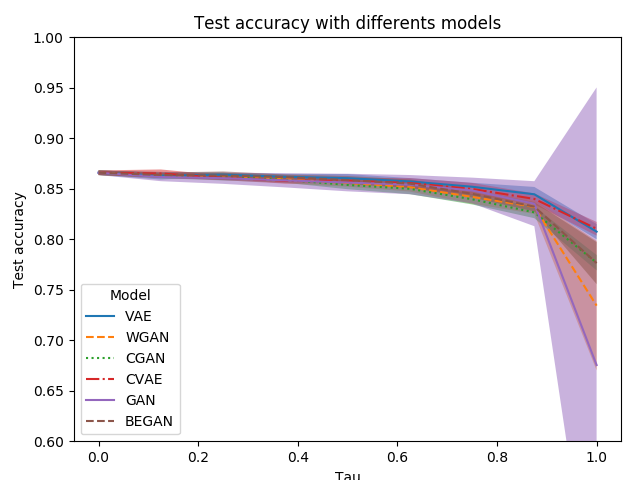 Test accuracy with differents models
1.00
0.95
0.90
0.85
0.80
0.75
0.70
0.65
0.60
Test accuracy
Model
VAE
WGAN
CGAN
CVAE
GAN
BEGAN
0.0 0.2 0.4 0.6 0.8 1.0
Tau